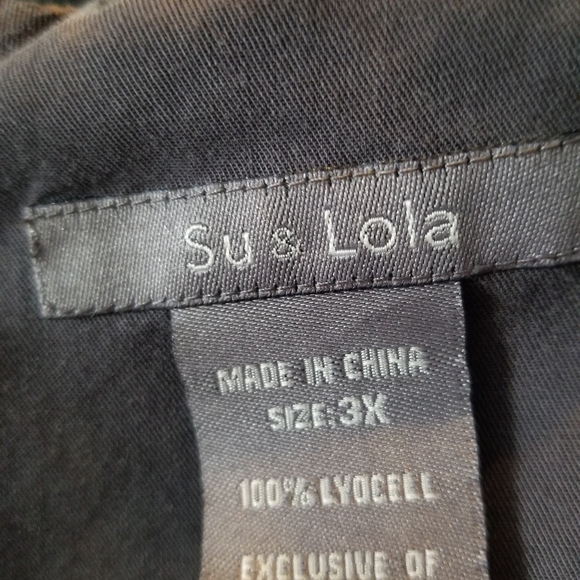 Su & Lola
MADE IN CHINA
SIZE: 3X
100% LYOCELL
EXCLUSIVE OF